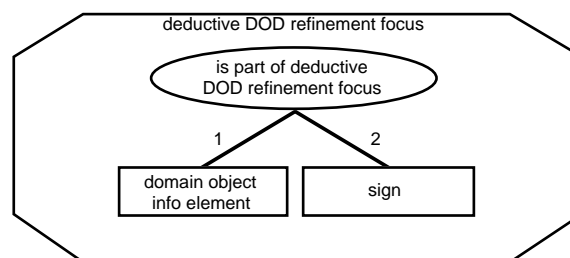 deductive DOD refinement focus
is part of deductive
DOD refinement focus
1
2
domain object
info element
sign